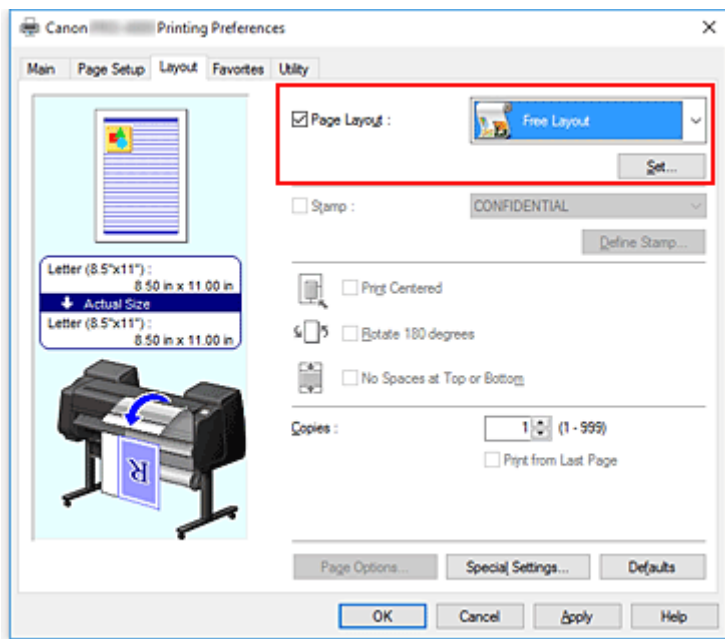 Canon Printing Preferences
Main Page Setup Layout Favorites Utility
Page Layout : Free Layout
Set...
Stamp : CONFIDENTIAL
Define Stamp...
Letter (8.5"x11") :
8.50 in x 11.00 in
Actual Size
Letter (8.5"x11") :
8.50 in x 11.00 in
Print Centered
Rotate 180 degrees
No Spaces at Top or Bottom
Copies : 1 (1 - 999)
Print from Last Page
R
Page Options... Special Settings... Defaults
OK Cancel Apply Help